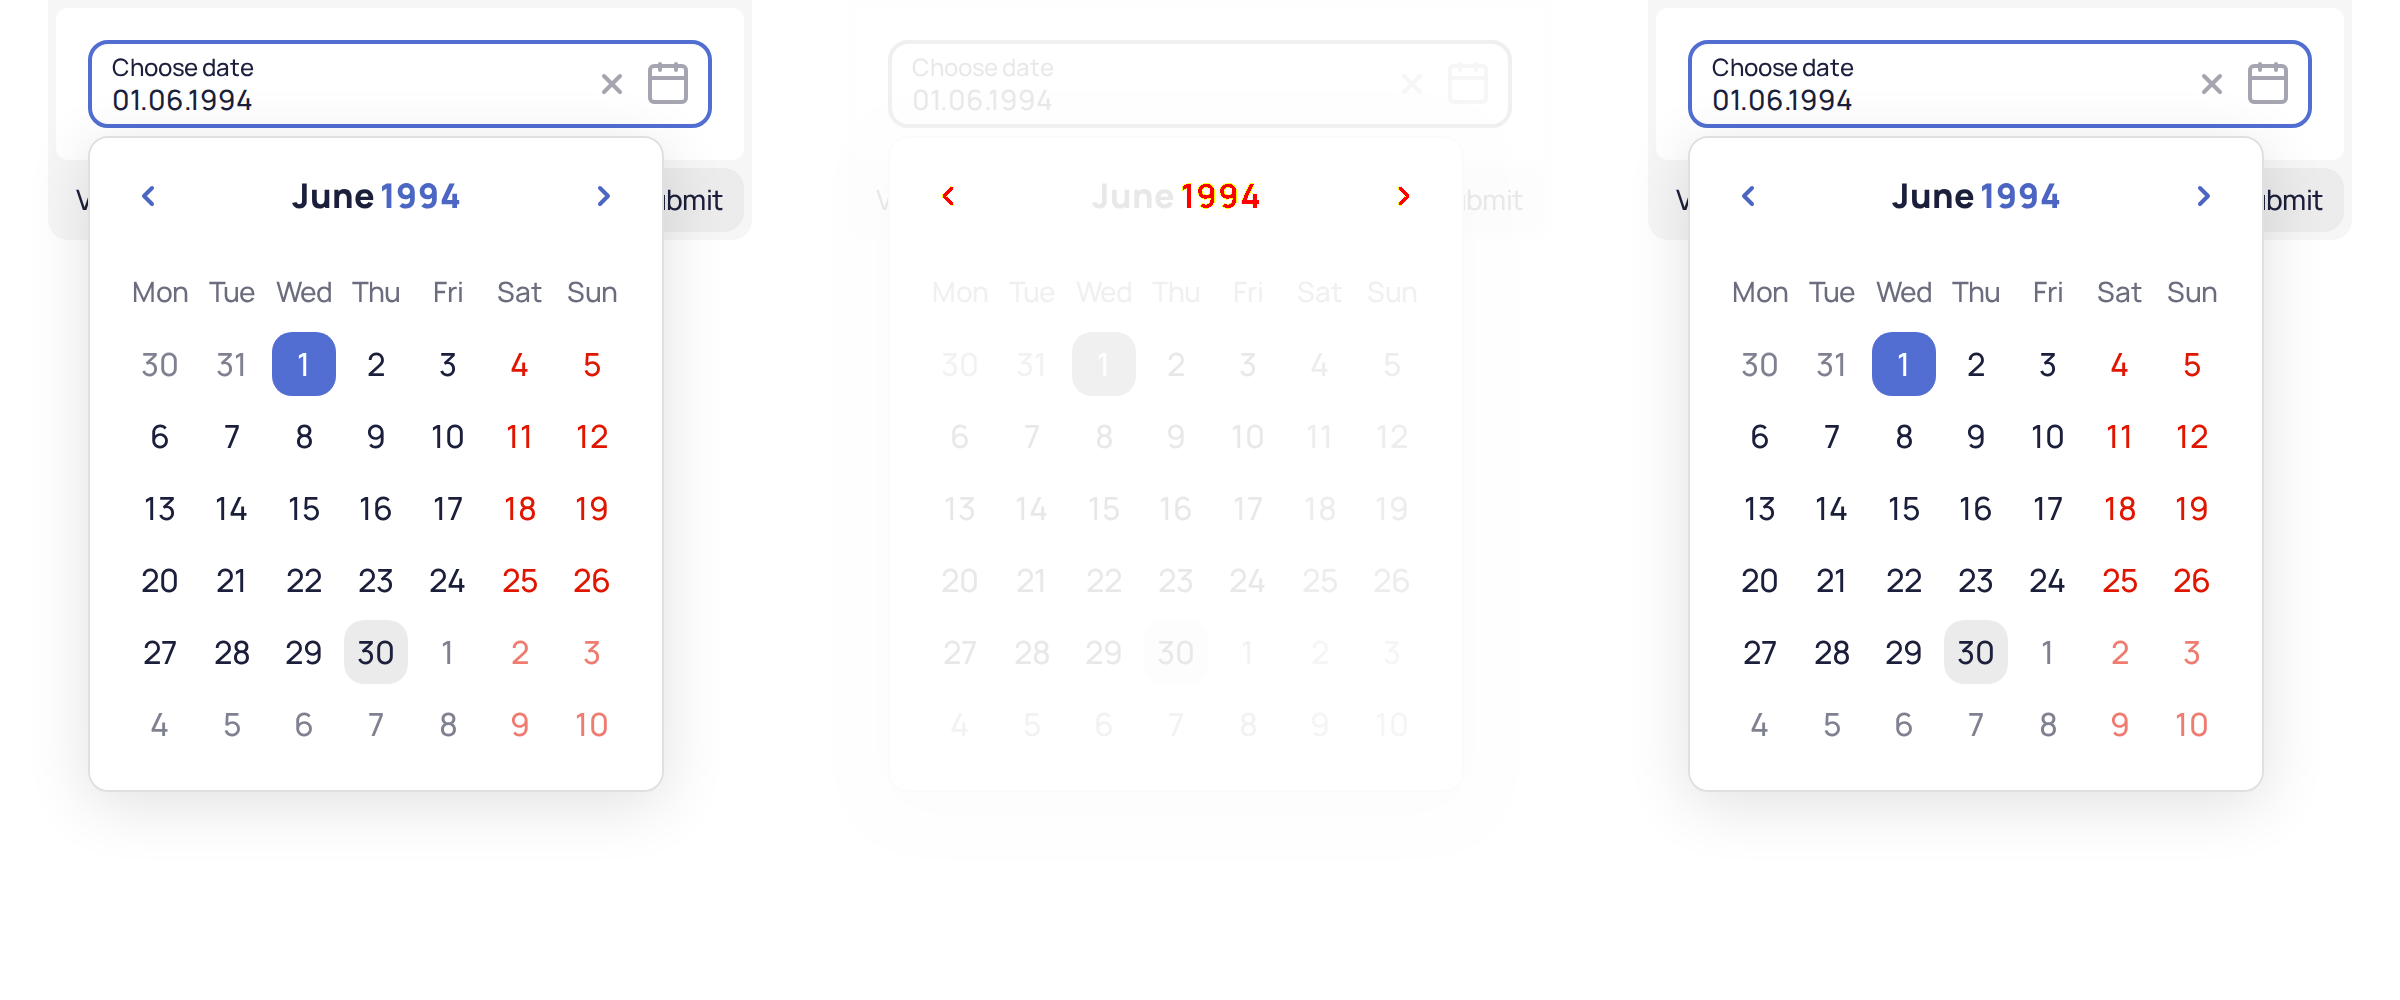 Choose date
01.06.1994
V bmit
June 1994
Mon Tue Wed Thu Fri Sat Sun
30 31 1 2 3 4 5
6 7 8 9 10 11 12
13 14 15 16 17 18 19
20 21 22 23 24 25 26
27 28 29 30 1 2 3
4 5 6 7 8 9 10
Choose date
01.06.1994
V bmit
June 1994
Mon Tue Wed Thu Fri Sat Sun
30 31 1 2 3 4 5
6 7 8 9 10 11 12
13 14 15 16 17 18 19
20 21 22 23 24 25 26
27 28 29 30 1 2 3
4 5 6 7 8 9 10
Choose date
01.06.1994
V bmit
June 1994
Mon Tue Wed Thu Fri Sat Sun
30 31 1 2 3 4 5
6 7 8 9 10 11 12
13 14 15 16 17 18 19
20 21 22 23 24 25 26
27 28 29 30 1 2 3
4 5 6 7 8 9 10